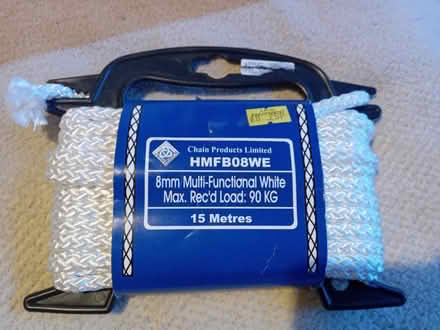 Chain Products Limited
HMFB08WE
8mm Multi-Functional White
Max. Rec'd Load: 90 KG
15 Metres